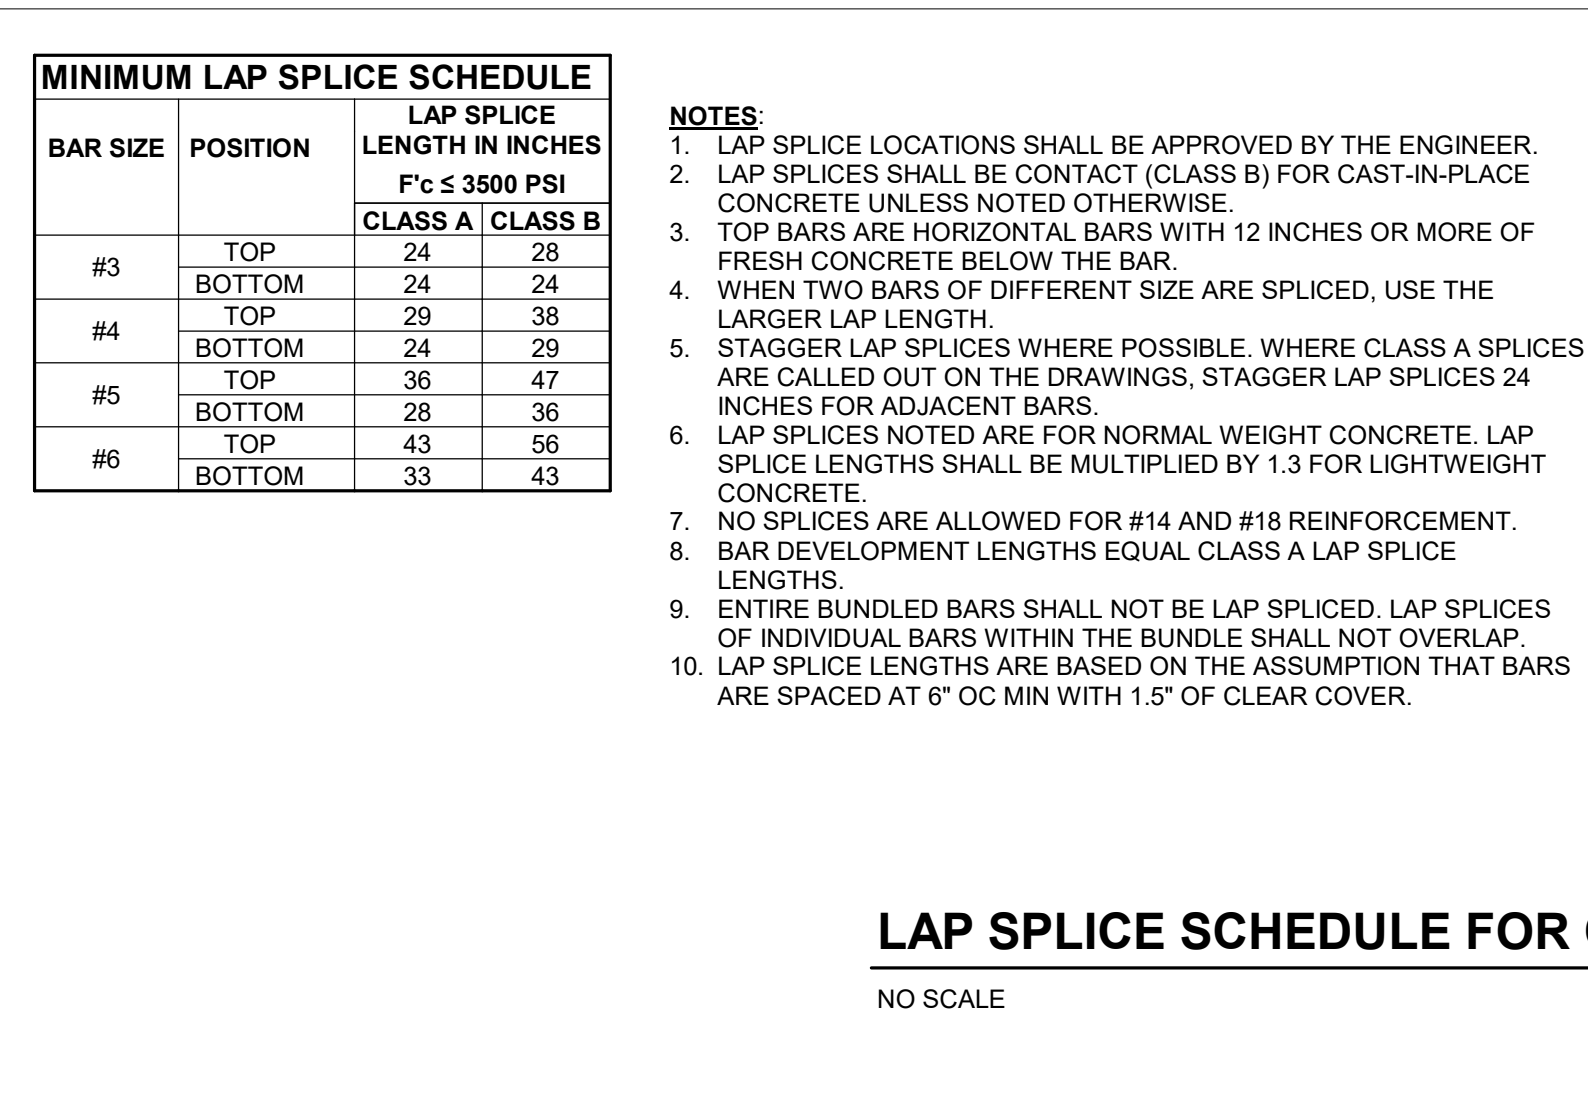 MINIMUM LAP SPLICE SCHEDULE
BAR SIZE POSITION LAP SPLICE
LENGTH IN INCHES
F'c ≤ 3500 PSI
CLASS A CLASS B
#3 TOP 24 28
BOTTOM 24 24
#4 TOP 29 38
BOTTOM 24 29
#5 TOP 36 47
BOTTOM 28 36
#6 TOP 43 56
BOTTOM 33 43
NOTES:
1. LAP SPLICE LOCATIONS SHALL BE APPROVED BY THE ENGINEER.
2. LAP SPLICES SHALL BE CONTACT (CLASS B) FOR CAST-IN-PLACE
CONCRETE UNLESS NOTED OTHERWISE.
3. TOP BARS ARE HORIZONTAL BARS WITH 12 INCHES OR MORE OF
FRESH CONCRETE BELOW THE BAR.
4. WHEN TWO BARS OF DIFFERENT SIZE ARE SPLICED, USE THE
LARGER LAP LENGTH.
5. STAGGER LAP SPLICES WHERE POSSIBLE. WHERE CLASS A SPLICES
ARE CALLED OUT ON THE DRAWINGS, STAGGER LAP SPLICES 24
INCHES FOR ADJACENT BARS.
6. LAP SPLICES NOTED ARE FOR NORMAL WEIGHT CONCRETE. LAP
SPLICE LENGTHS SHALL BE MULTIPLIED BY 1.3 FOR LIGHTWEIGHT
CONCRETE.
7. NO SPLICES ARE ALLOWED FOR #14 AND #18 REINFORCEMENT.
8. BAR DEVELOPMENT LENGTHS EQUAL CLASS A LAP SPLICE
LENGTHS.
9. ENTIRE BUNDLED BARS SHALL NOT BE LAP SPLICED. LAP SPLICES
OF INDIVIDUAL BARS WITHIN THE BUNDLE SHALL NOT OVERLAP.
10. LAP SPLICE LENGTHS ARE BASED ON THE ASSUMPTION THAT BARS
ARE SPACED AT 6" OC MIN WITH 1.5" OF CLEAR COVER.
LAP SPLICE SCHEDULE FOR
NO SCALE